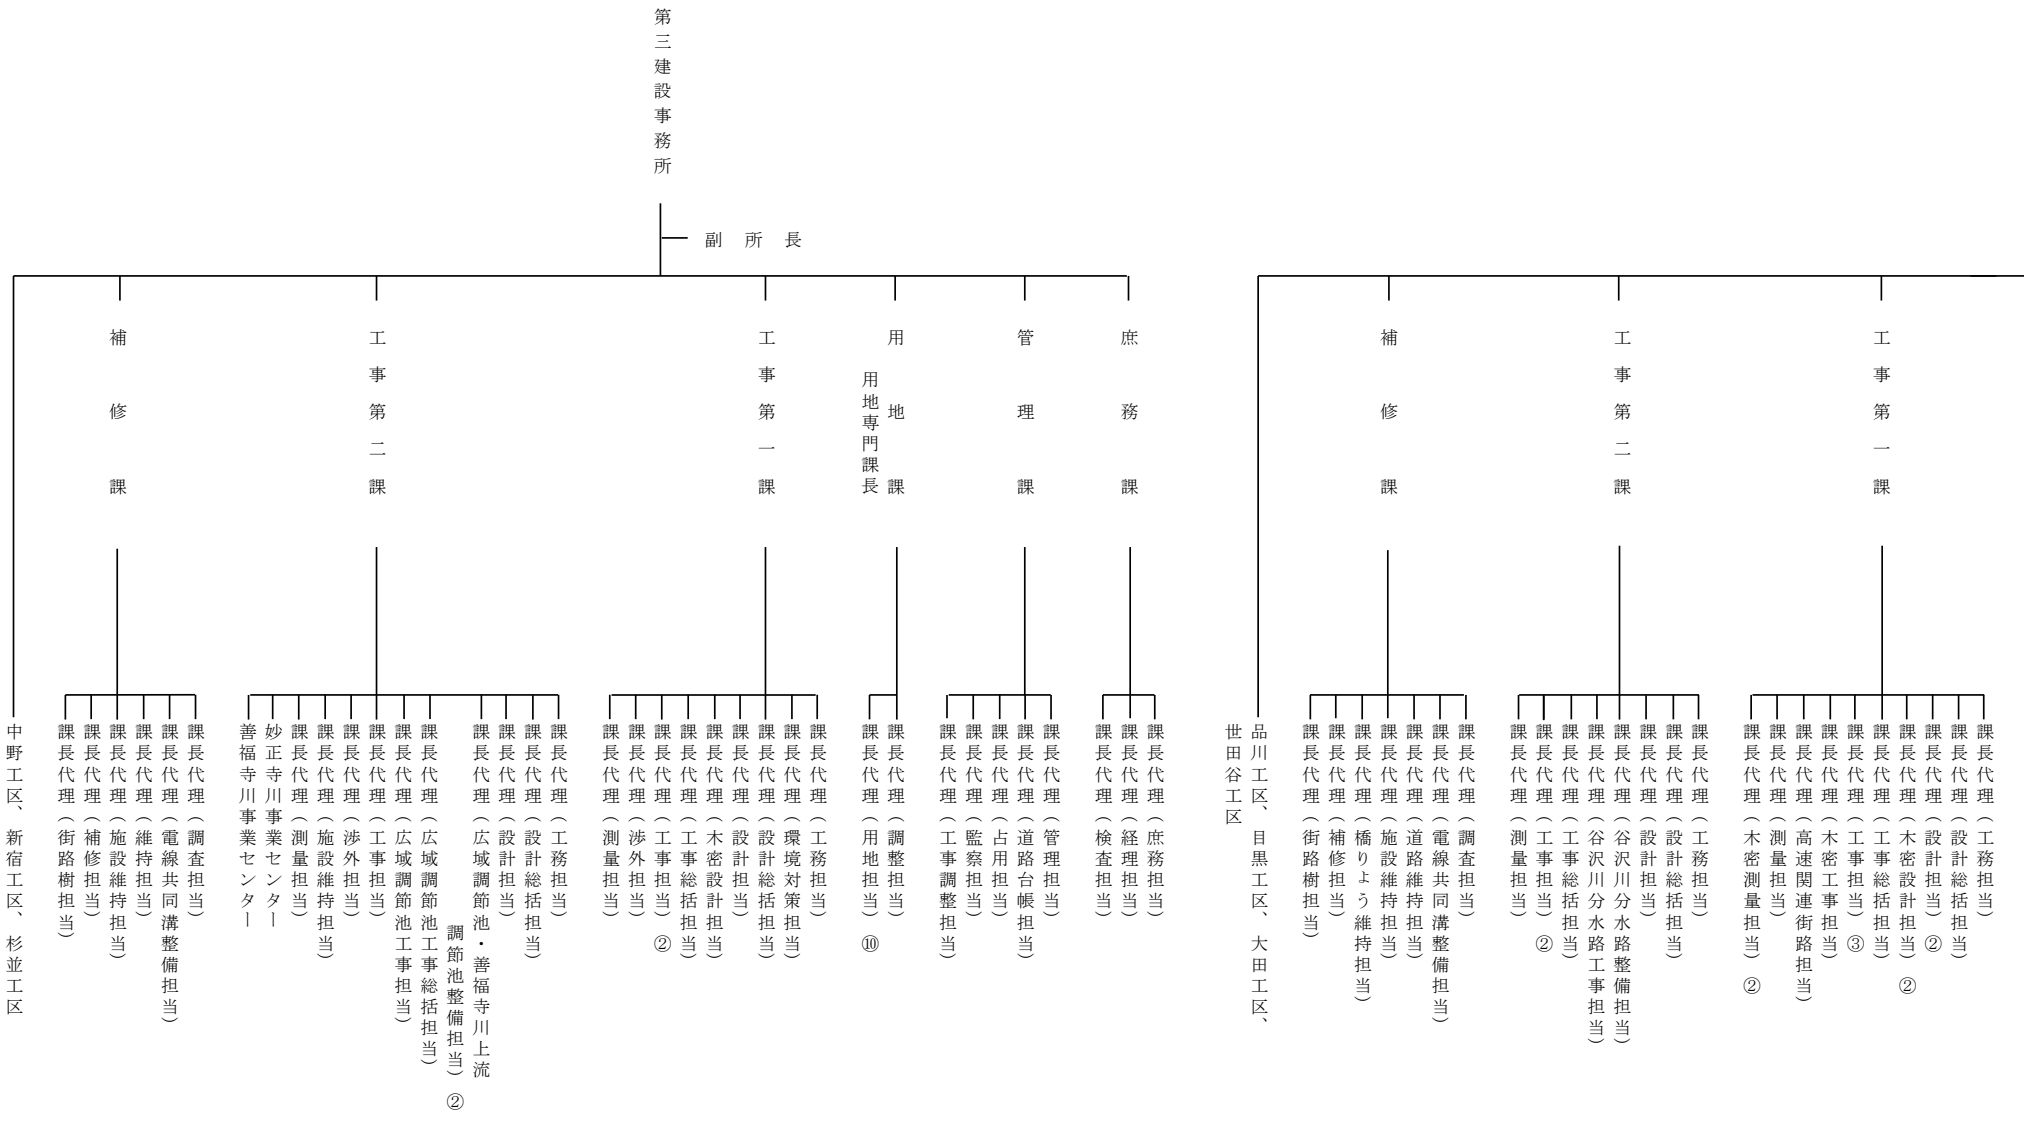 工事第一課
課長代理（工務担当）
課長代理（設計総括担当）
課長代理（設計担当）②
課長代理（木密設計担当）②
課長代理（工事総括担当）
課長代理（工事担当）③
課長代理（木密工事担当）
課長代理（高速関連街路担当）
課長代理（測量担当）
課長代理（木密測量担当）②
工事第二課
課長代理（工務担当）
課長代理（設計総括担当）
課長代理（設計担当）
課長代理（谷沢川分水路整備担当）
課長代理（谷沢川分水路工事担当）
課長代理（工事総括担当）
課長代理（工事担当）②
課長代理（測量担当）
補修課
課長代理（調査担当）
課長代理（電線共同溝整備担当）
課長代理（道路維持担当）
課長代理（施設維持担当）
課長代理（橋りょう維持担当）
課長代理（補修担当）
課長代理（街路樹担当）
品川工区、目黒工区、大田工区、
世田谷工区
第三建設事務所
副所長
庶務課
課長代理（庶務担当）
課長代理（経理担当）
課長代理（検査担当）
管理課
課長代理（管理担当）
課長代理（道路台帳担当）
課長代理（占用担当）
課長代理（監察担当）
課長代理（工事調整担当）
用地課
用地専門課長
課長代理（調整担当）
課長代理（用地担当）⑩
工事第一課
課長代理（工務担当）
課長代理（環境対策担当）
課長代理（設計総括担当）
課長代理（設計担当）
課長代理（木密設計担当）
課長代理（工事総括担当）
課長代理（工事担当）②
課長代理（渉外担当）
課長代理（測量担当）
工事第二課
課長代理（工務担当）
課長代理（設計総括担当）
課長代理（設計担当）
課長代理（広域調節池・善福寺川上流
調節池整備担当）②
課長代理（広域調節池工事総括担当）
課長代理（広域調節池工事担当）
課長代理（工事担当）
課長代理（渉外担当）
課長代理（施設維持担当）
課長代理（測量担当）
妙正寺川事業センター
善福寺川事業センター
補修課
課長代理（調査担当）
課長代理（電線共同溝整備担当）
課長代理（維持担当）
課長代理（施設維持担当）
課長代理（補修担当）
課長代理（街路樹担当）
中野工区、新宿工区、杉並工区